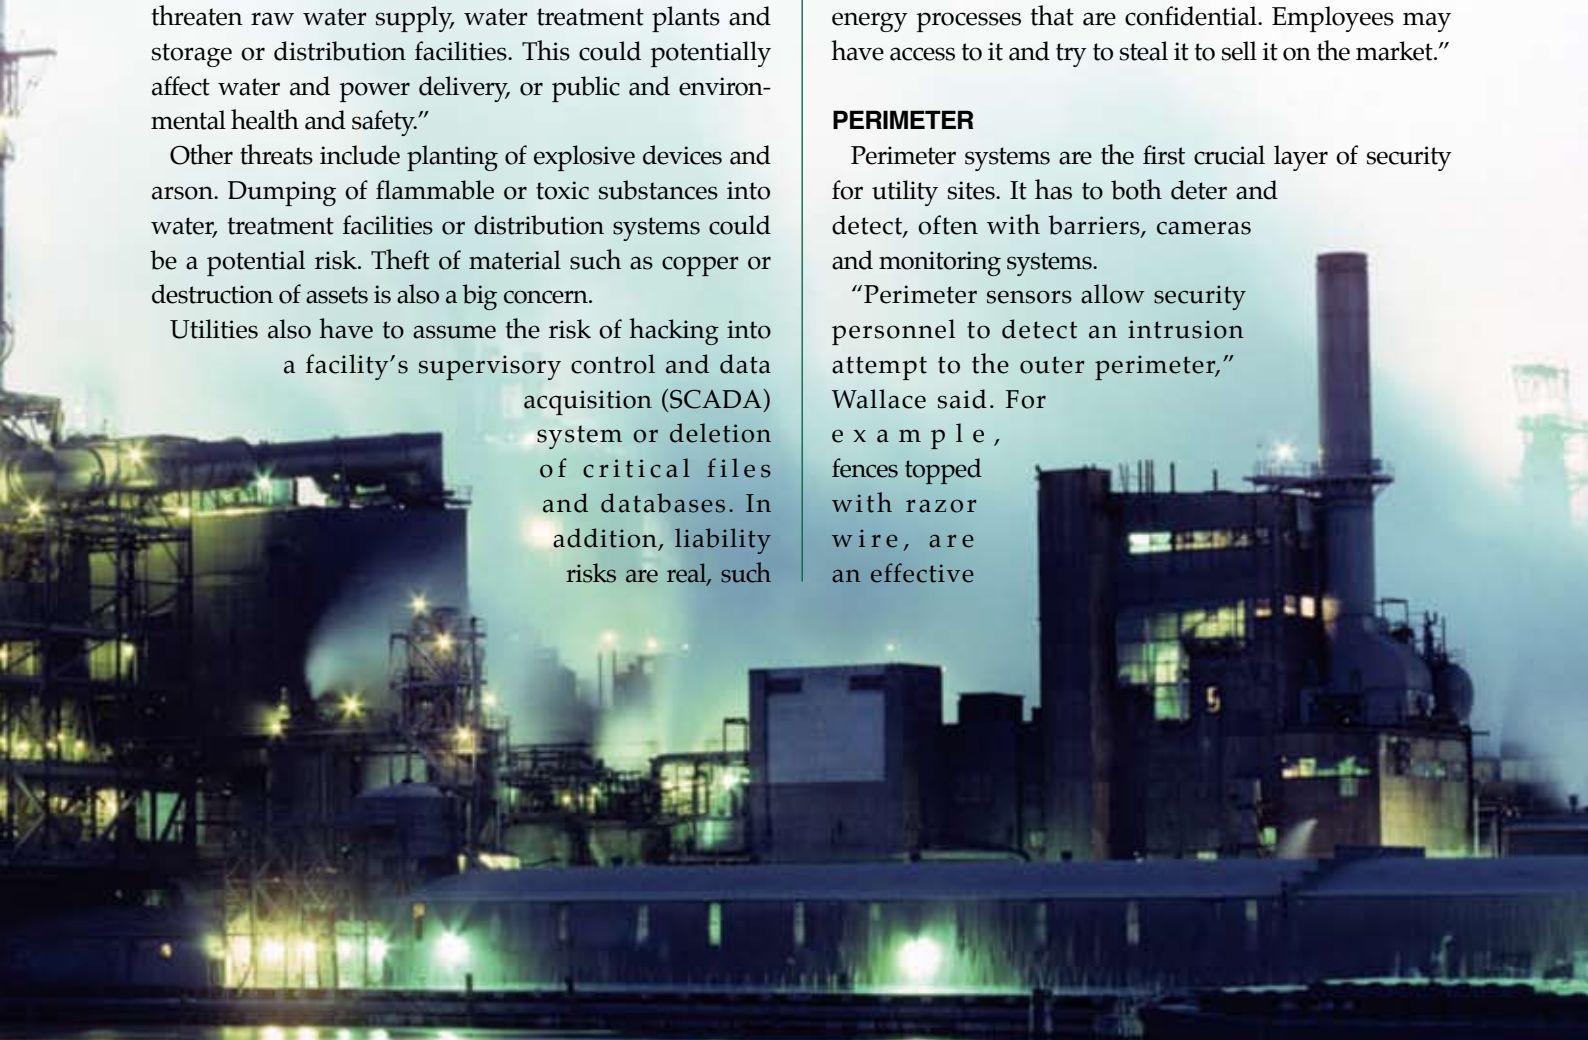 threaten raw water supply, water treatment plants and
storage or distribution facilities. This could potentially
affect water and power delivery, or public and environ-
mental health and safety.”
Other threats include planting of explosive devices and
arson. Dumping of flammable or toxic substances into
water, treatment facilities or distribution systems could
be a potential risk. Theft of material such as copper or
destruction of assets is also a big concern.
Utilities also have to assume the risk of hacking into
a facility’s supervisory control and data
acquisition (SCADA)
system or deletion
of critical files
and databases. In
addition, liability
risks are real, such
energy processes that are confidential. Employees may
have access to it and try to steal it to sell it on the market.”
PERIMETER
Perimeter systems are the first crucial layer of security
for utility sites. It has to both deter and
detect, often with barriers, cameras
and monitoring systems.
“Perimeter sensors allow security
personnel to detect an intrusion
attempt to the outer perimeter,”
Wallace said. For
example,
fences topped
with razor
wire, are
an effective